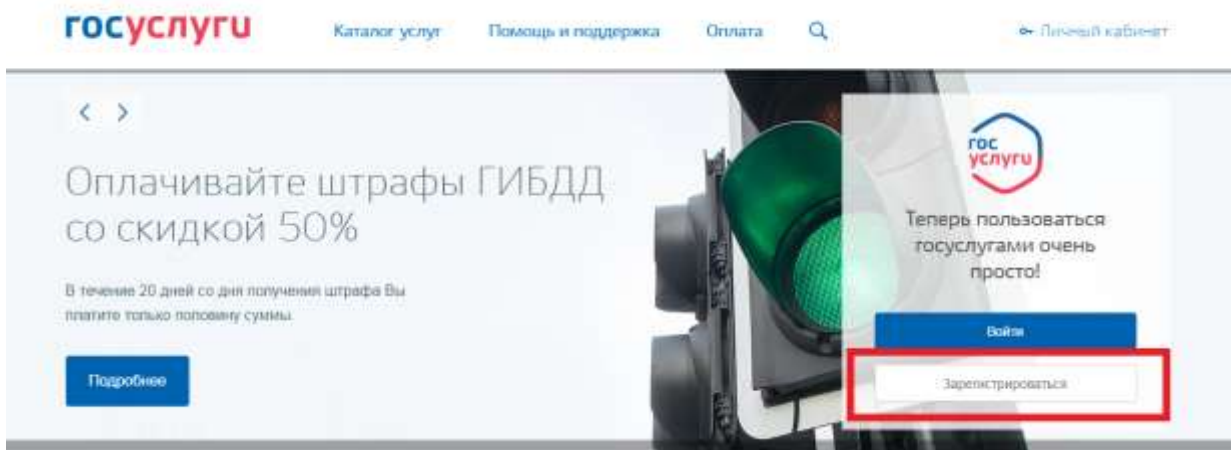 госуслуги
Каталог услуг
Помощь и поддержка
Оплата
Личный кабинет
Оплачивайте штрафы ГИБДД
со скидкой 50%
В течение 20 дней со дня получения штрафа Вы
платите только половину суммы.
Подробнее
гос
услуги
Теперь пользоваться
госуслугами очень
просто!
Войти
Зарегистрироваться